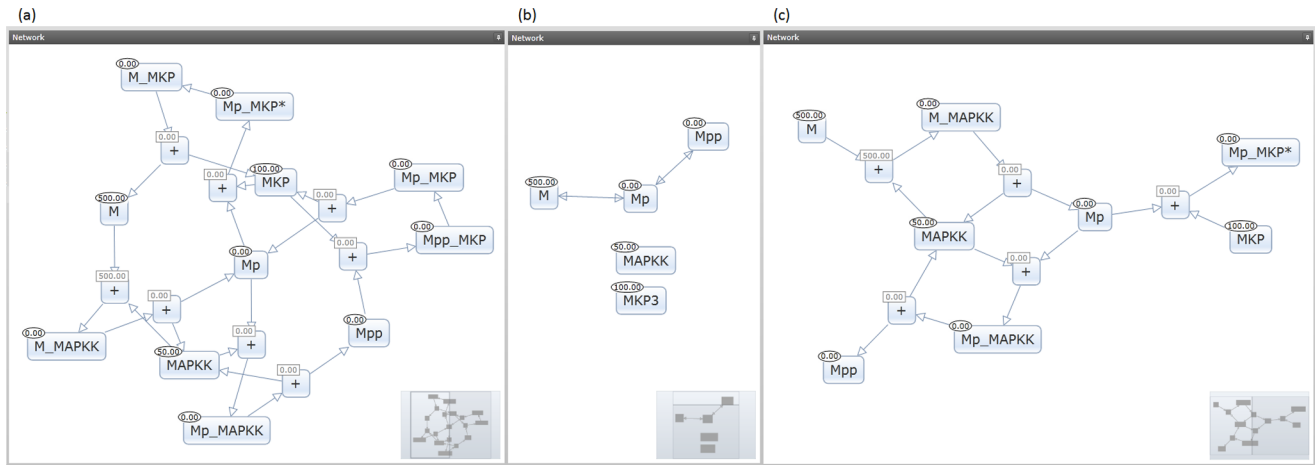 (a)
Network
0.00
M_MKP
0.00
Mp_MKP*
0.00
+
0.00
+
100.00
MKP
0.00
Mp_MKP
0.00
+
500.00
M
0.00
Mpp_MKP
0.00
+
0.00
Mp
500.00
+
0.00
+
0.00
M_MAPKK
0.00
+
0.00
Mpp
50.00
MAPKK
0.00
+
0.00
Mp_MAPKK
(b)
Network
0.00
Mpp
500.00
M
0.00
Mp
50.00
MAPKK
100.00
MKP3
(c)
Network
0.00
M_MAPKK
500.00
M
0.00
Mp_MKP*
500.00
+
0.00
+
0.00
+
0.00
Mp
50.00
MAPKK
100.00
MKP
0.00
+
0.00
+
0.00
Mp_MAPKK
0.00
Mpp